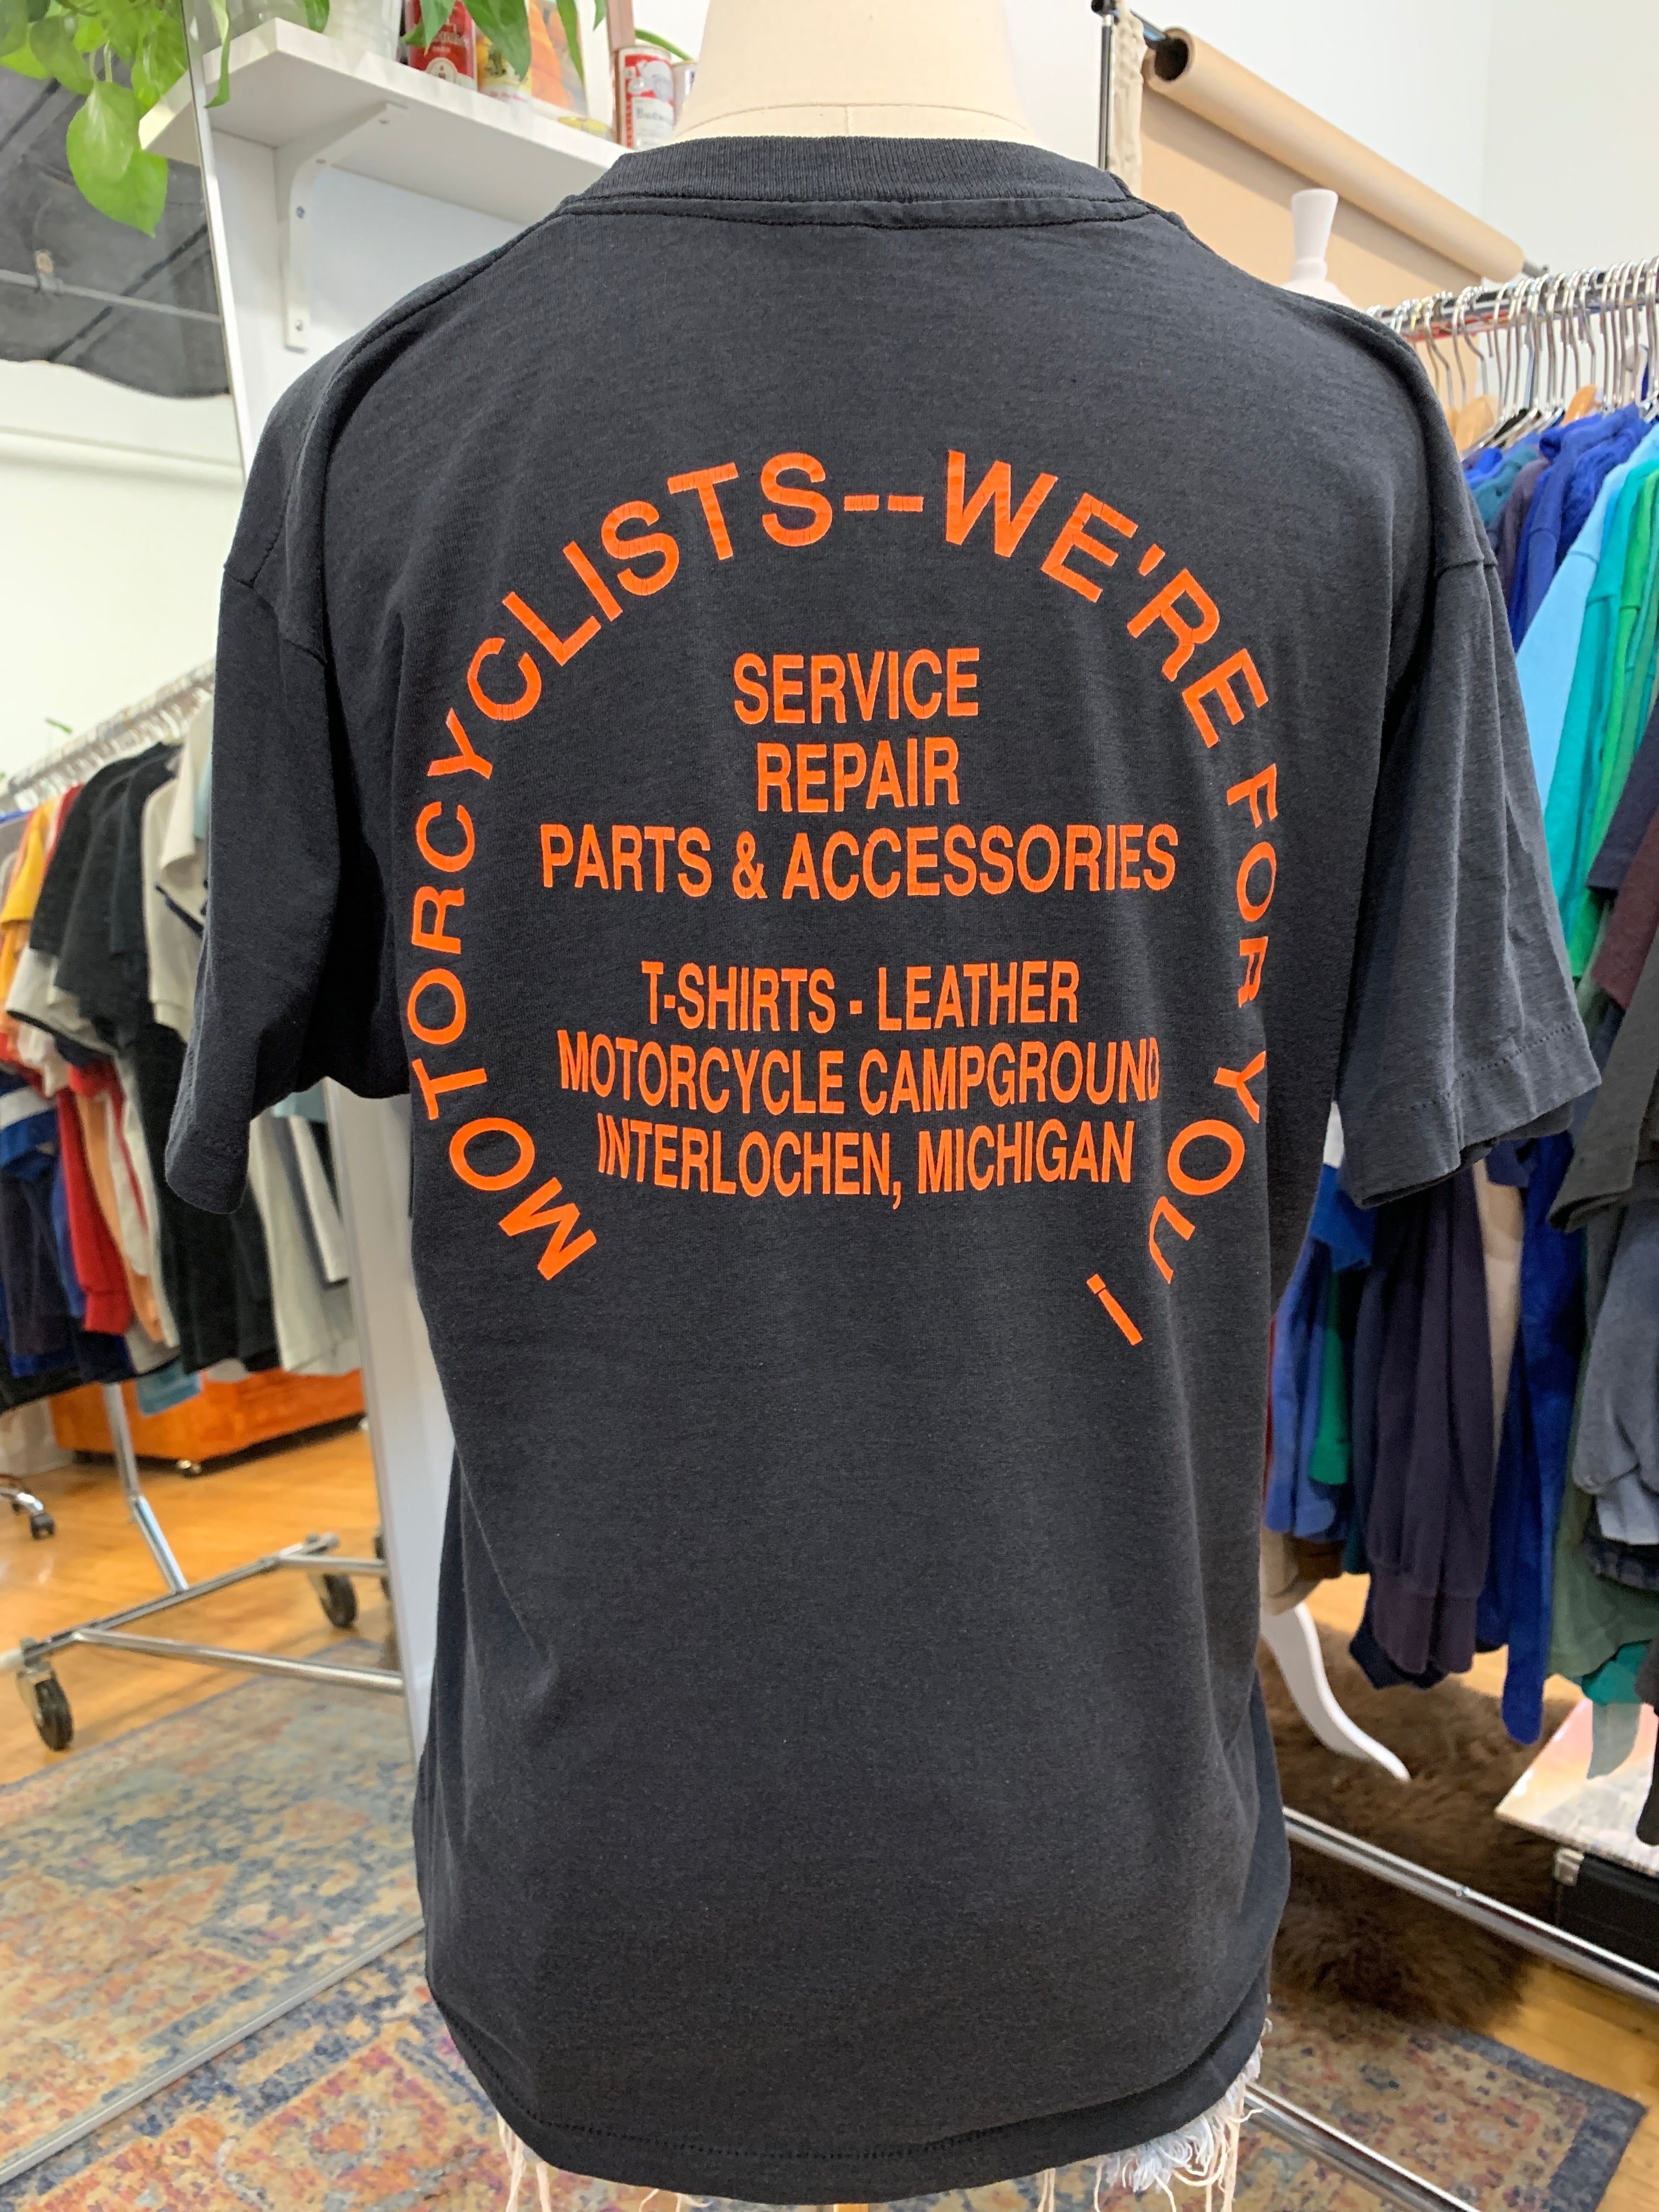 MOTORCYCLISTS--WE'RE FOR YOU!
SERVICE
REPAIR
PARTS & ACCESSORIES
T-SHIRTS - LEATHER
MOTORCYCLE CAMPGROUND
INTERLOCHEN, MICHIGAN